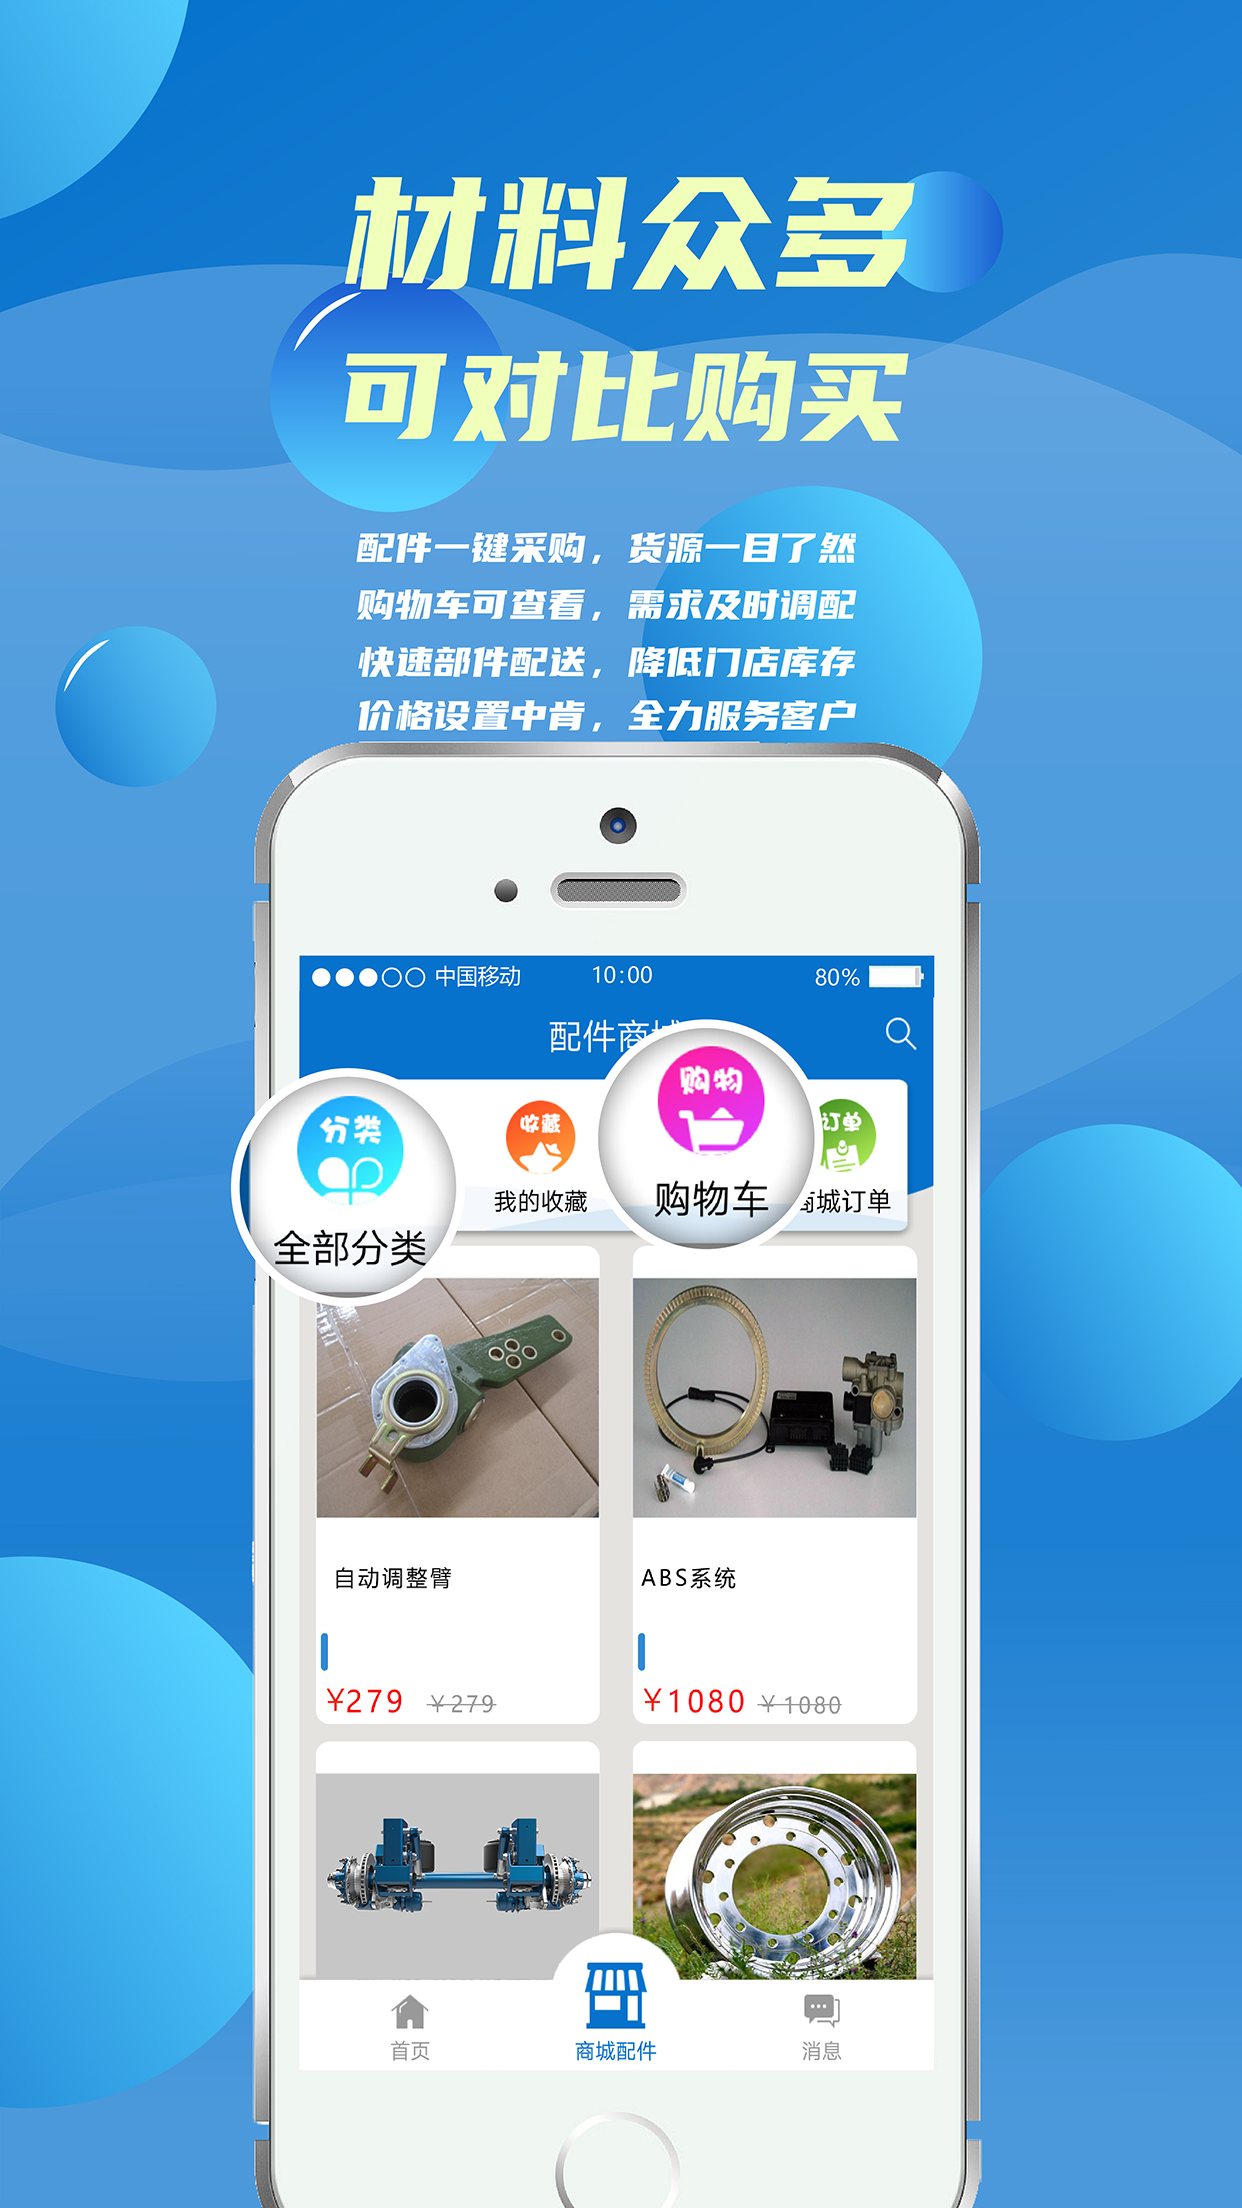 材料众多
可对比购买
配件一键采购，货源一目了然
购物车可查看，需求及时调配
快速部件配送，降低门店库存
价格设置中肯，全力服务客户
中国移动 10:00 80%
配件商城
分类 收藏 购物 订单
全部分类 我的收藏 购物车 商城订单
自动调整臂 ABS系统
¥279 ¥279 ¥1080 ¥1080
首页 商城配件 消息